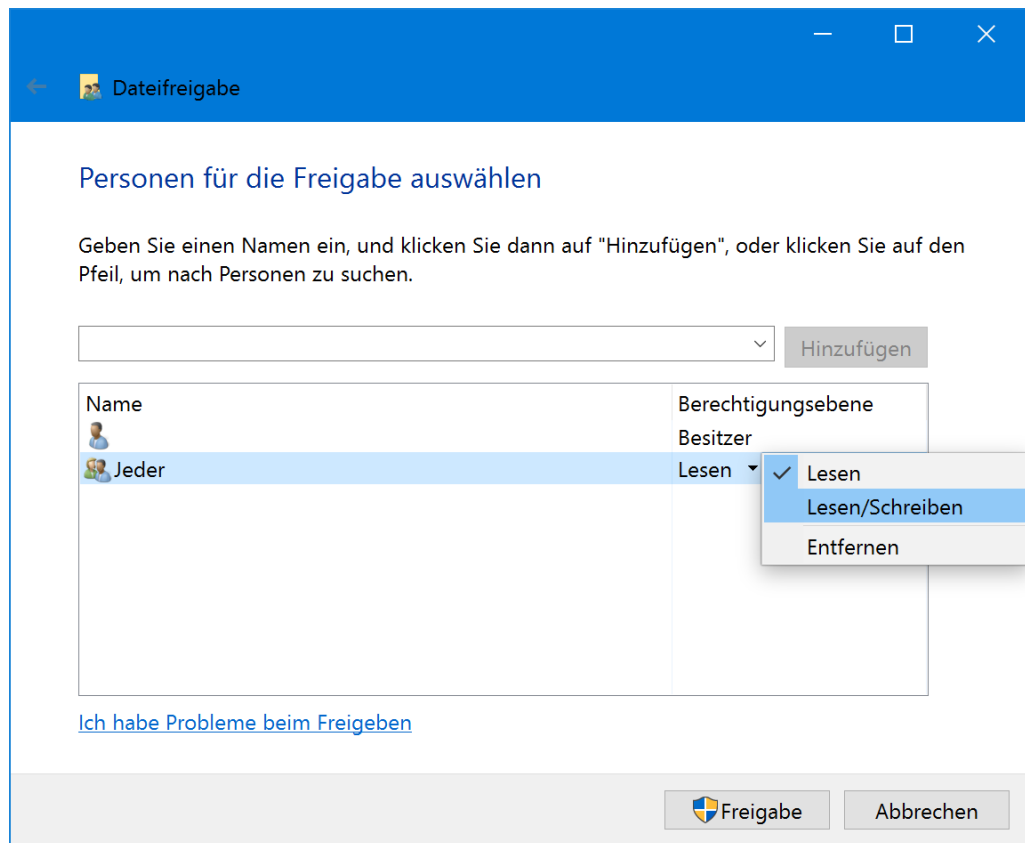 Dateifreigabe
Personen für die Freigabe auswählen
Geben Sie einen Namen ein, und klicken Sie dann auf "Hinzufügen", oder klicken Sie auf den
Pfeil, um nach Personen zu suchen.
Hinzufügen
Name Berechtigungsebene
Besitzer
Jeder Lesen
Lesen
Lesen/Schreiben
Entfernen
Ich habe Probleme beim Freigeben
Freigabe Abbrechen